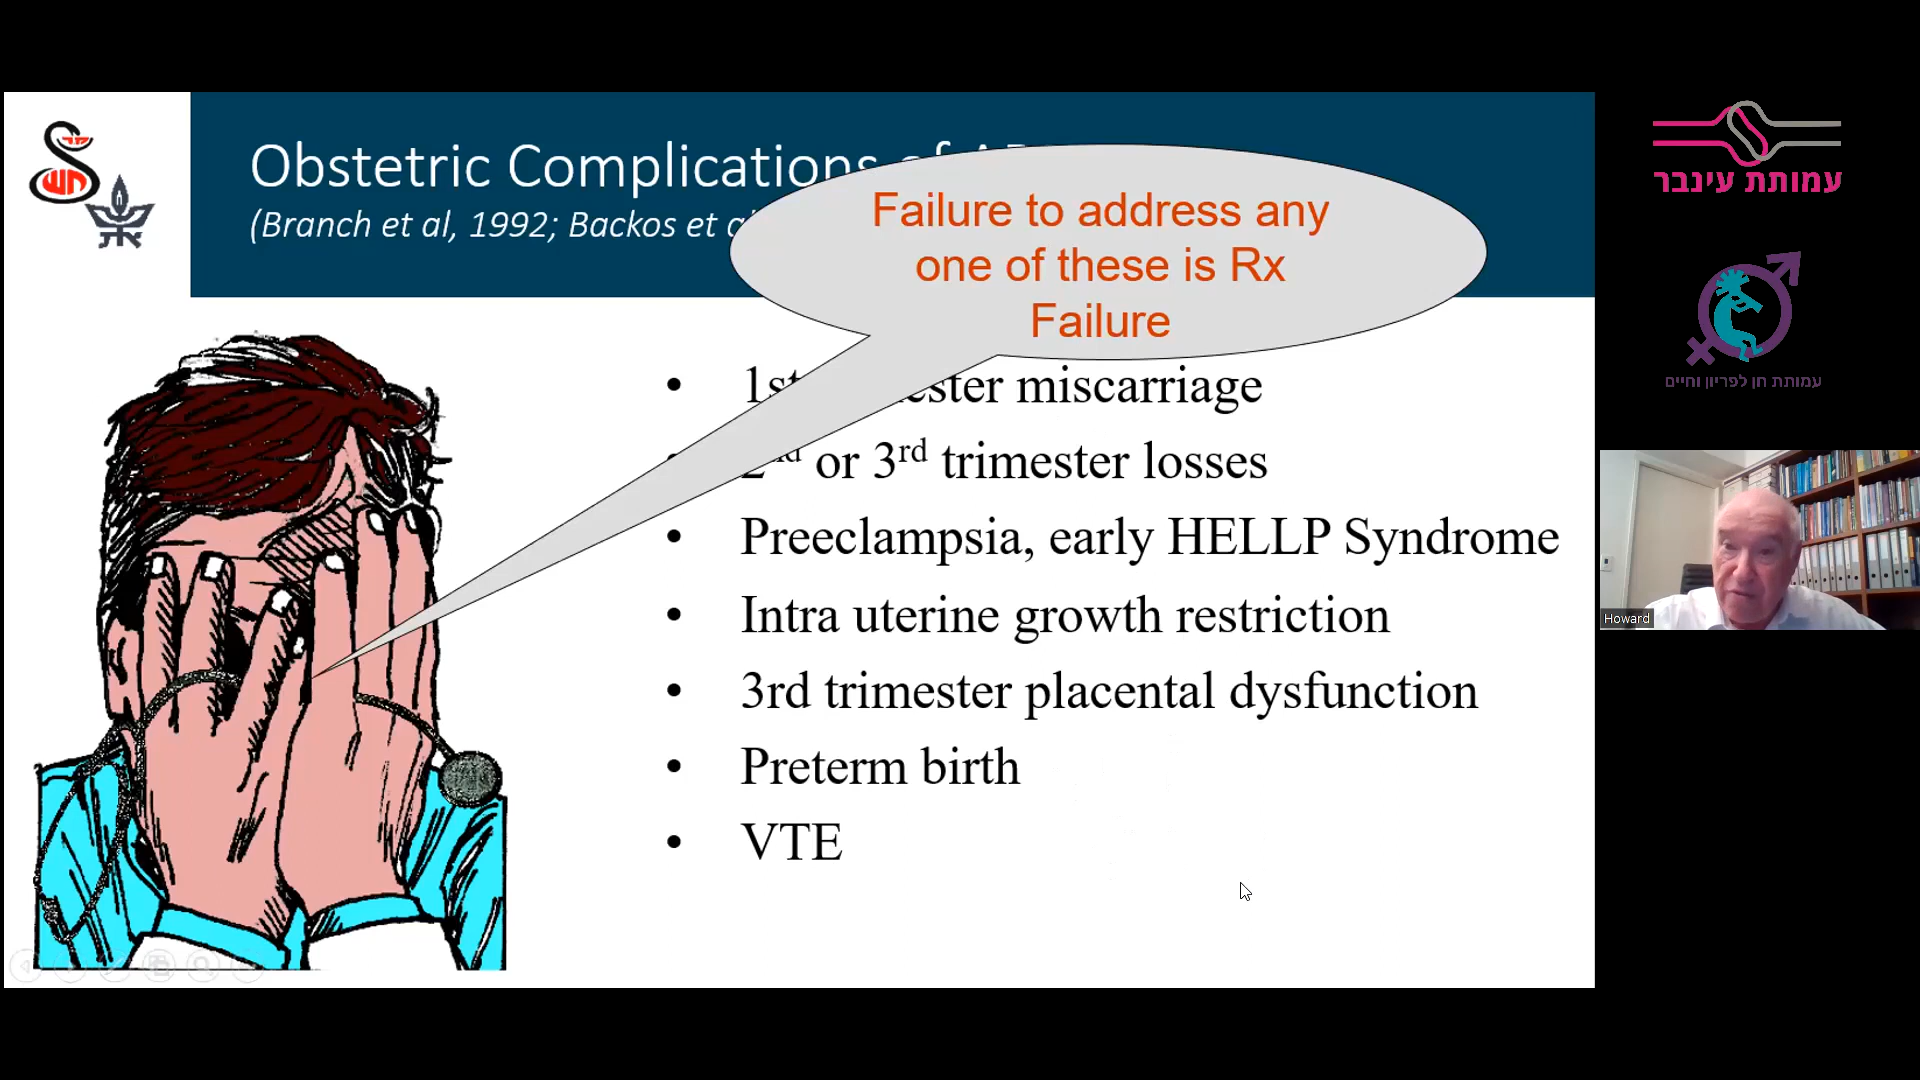 Obstetric Complications of
(Branch et al, 1992; Backos et
Failure to address any
one of these is Rx
Failure
• miscarriage
• 2nd or 3rd trimester losses
• Preeclampsia, early HELLP Syndrome
• Intra uterine growth restriction
• 3rd trimester placental dysfunction
• Preterm birth
• VTE
עמותת עינבר
עמותת חן לפריון וחיים
Howard